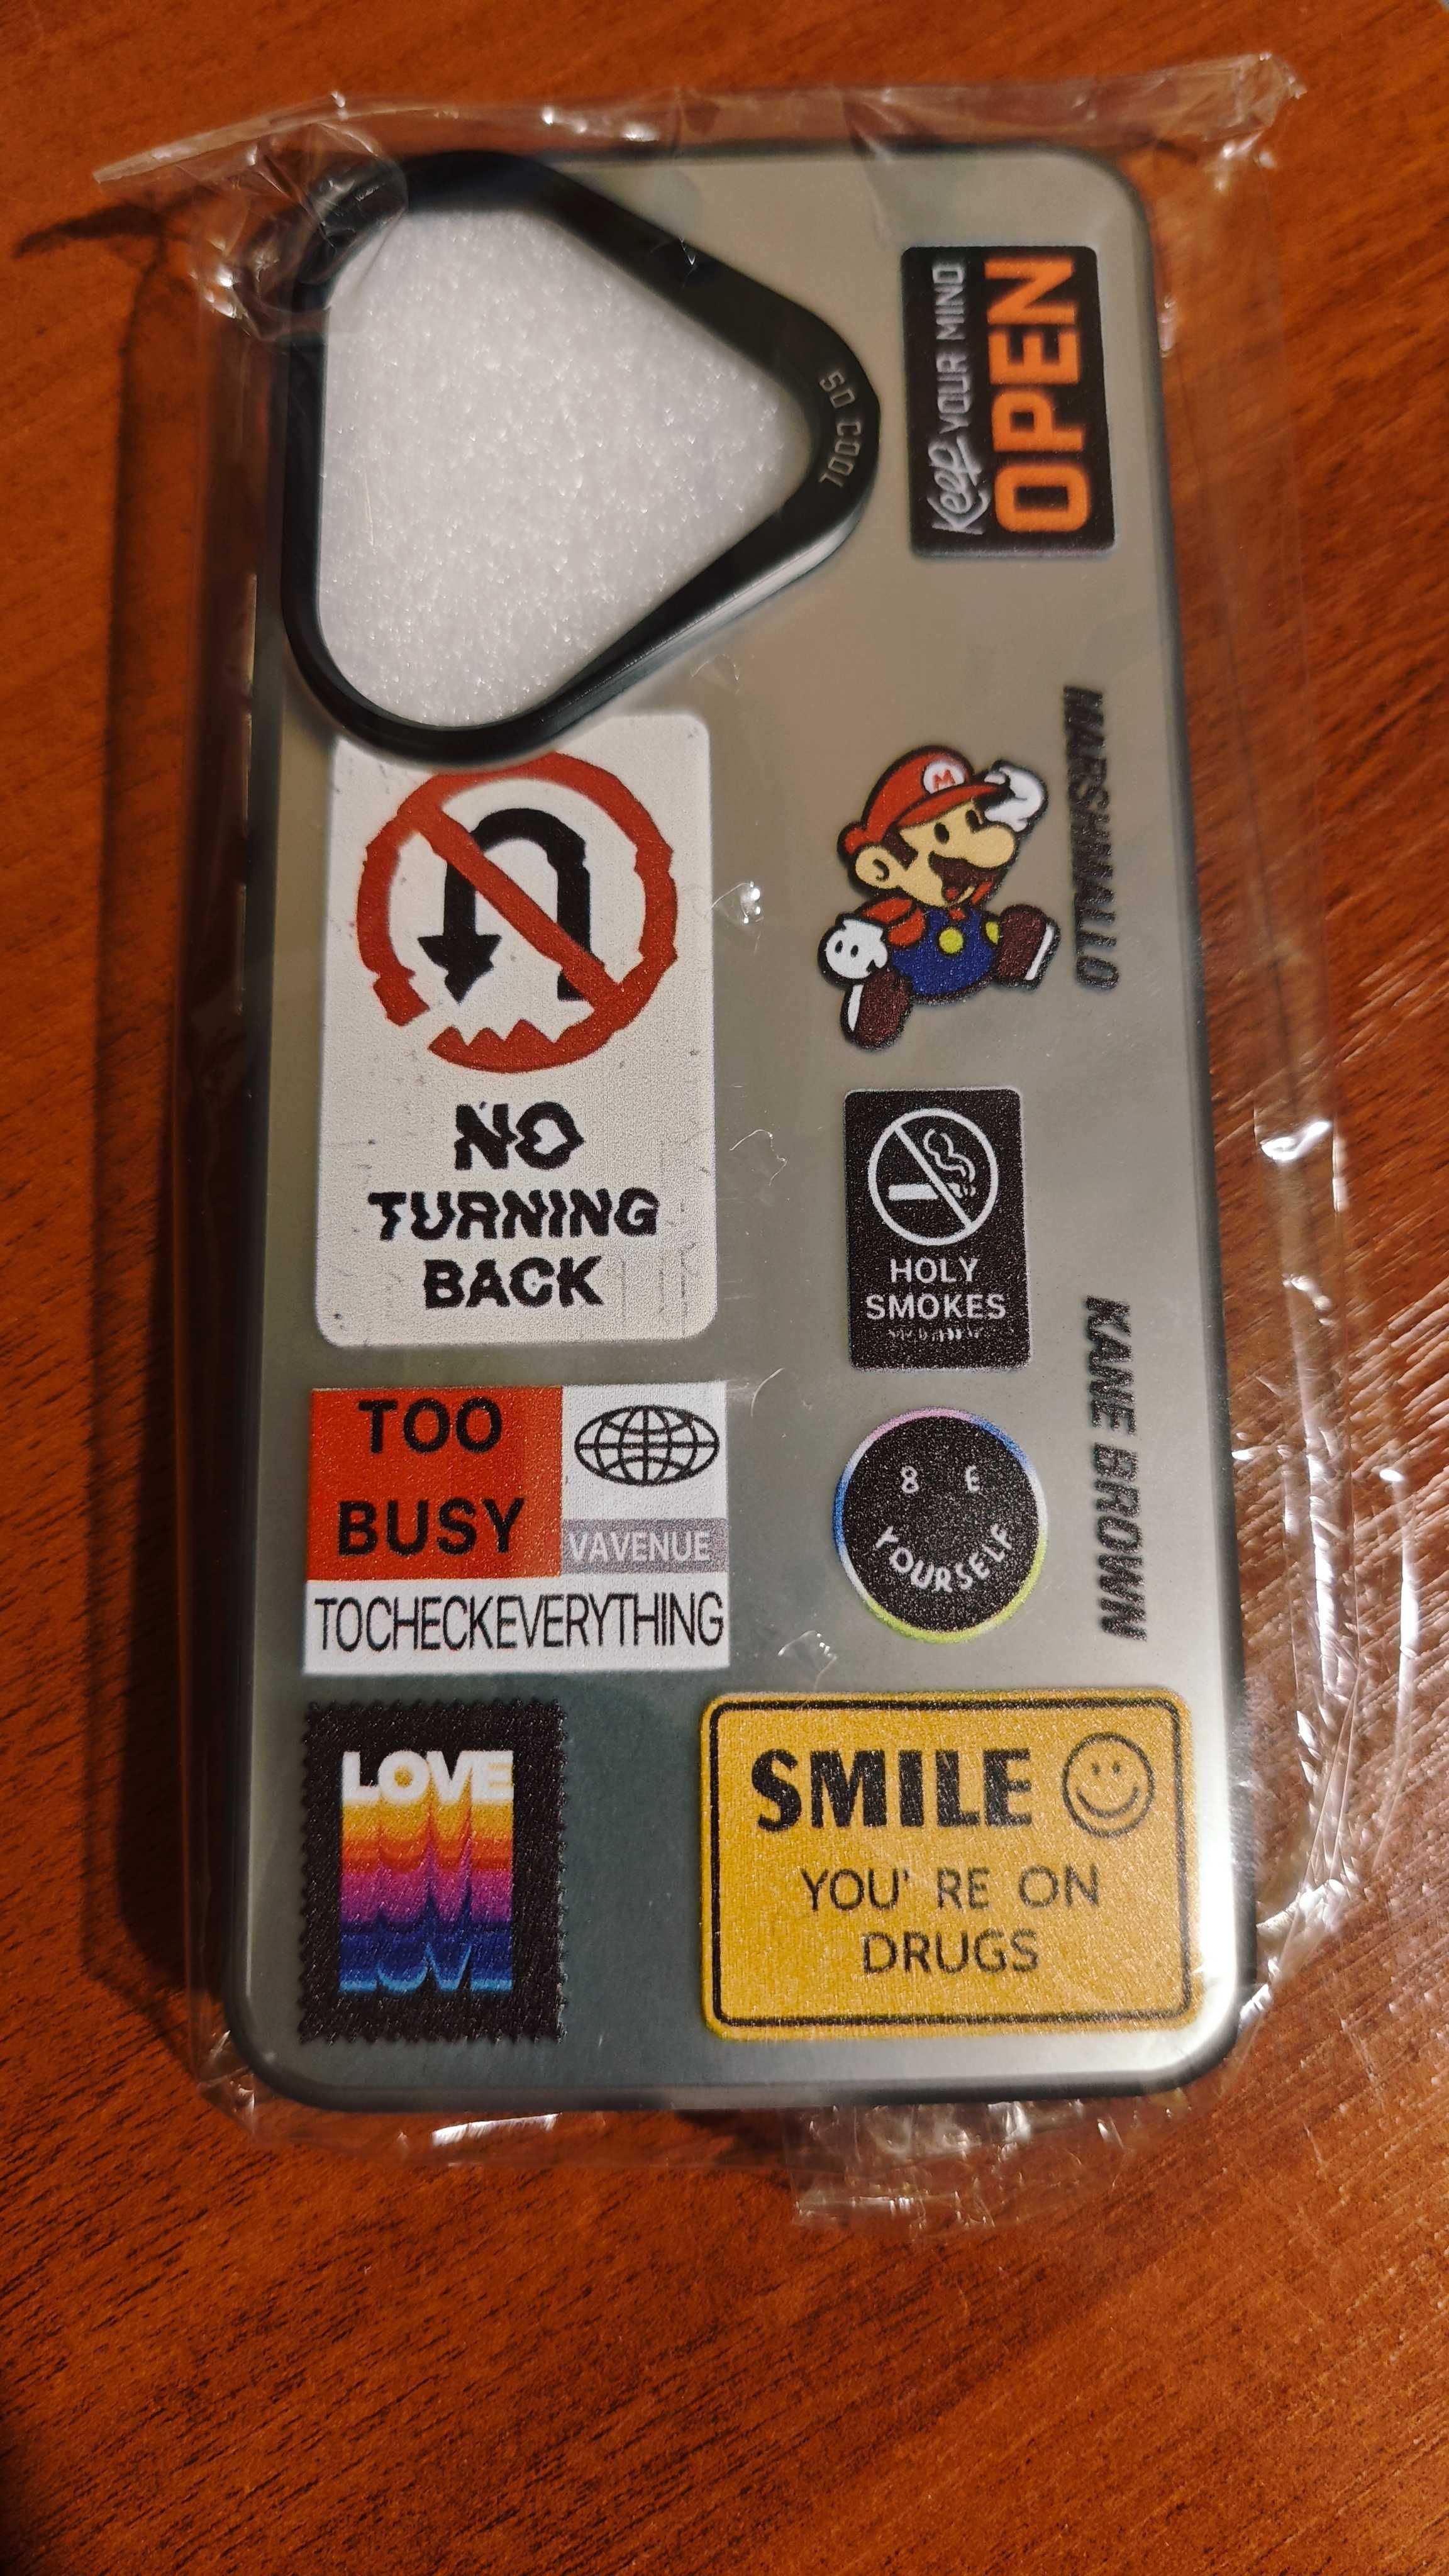 SO COOL
Keep YOUR MIND
OPEN
M
MARSHMALLO
NO
TURNING
BACK
HOLY
SMOKES
KANE BROWN
TOO
BUSY
VAVENUE
TOCHECKEVERYTHING
8 E
YOURSELF
LOVE
LOVE
SMILE
YOU' RE ON
DRUGS